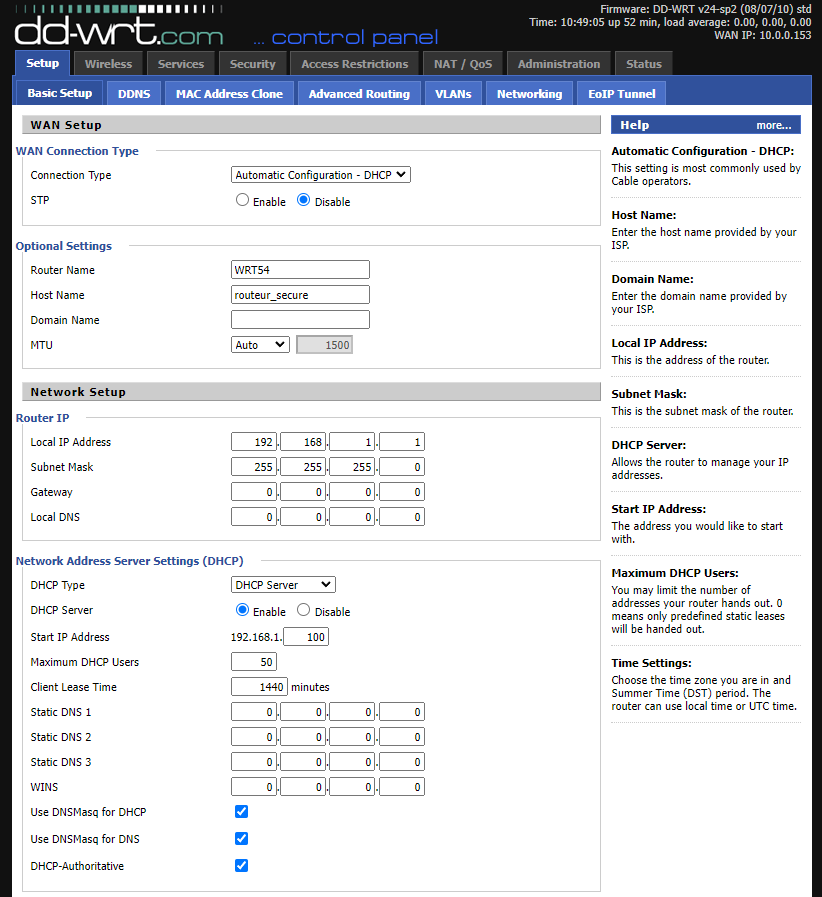 Firmware: DD-WRT v24-sp2 (08/07/10) std
Time: 10:49:05 up 52 min, load average: 0.00, 0.00, 0.00
WAN IP: 10.0.0.153
dd-wrt.com ... control panel
Setup Wireless Services Security Access Restrictions NAT / QoS Administration Status
Basic Setup DDNS MAC Address Clone Advanced Routing VLANs Networking EoIP Tunnel
WAN Setup
WAN Connection Type
Connection Type Automatic Configuration - DHCP
STP Enable Disable
Optional Settings
Router Name WRT54
Host Name routeur_secure
Domain Name
MTU Auto 1500
Network Setup
Router IP
Local IP Address 192. 168. 1. 1
Subnet Mask 255. 255. 255. 0
Gateway 0. 0. 0. 0
Local DNS 0. 0. 0. 0
Network Address Server Settings (DHCP)
DHCP Type DHCP Server
DHCP Server Enable Disable
Start IP Address 192.168.1. 100
Maximum DHCP Users 50
Client Lease Time 1440 minutes
Static DNS 1 0. 0. 0. 0
Static DNS 2 0. 0. 0. 0
Static DNS 3 0. 0. 0. 0
WINS 0. 0. 0. 0
Use DNSMasq for DHCP
Use DNSMasq for DNS
DHCP-Authoritative
Help more...
Automatic Configuration - DHCP:
This setting is most commonly used by
Cable operators.
Host Name:
Enter the host name provided by your
ISP.
Domain Name:
Enter the domain name provided by
your ISP.
Local IP Address:
This is the address of the router.
Subnet Mask:
This is the subnet mask of the router.
DHCP Server:
Allows the router to manage your IP
addresses.
Start IP Address:
The address you would like to start
with.
Maximum DHCP Users:
You may limit the number of
addresses your router hands out. 0
means only predefined static leases
will be handed out.
Time Settings:
Choose the time zone you are in and
Summer Time (DST) period. The
router can use local time or UTC time.